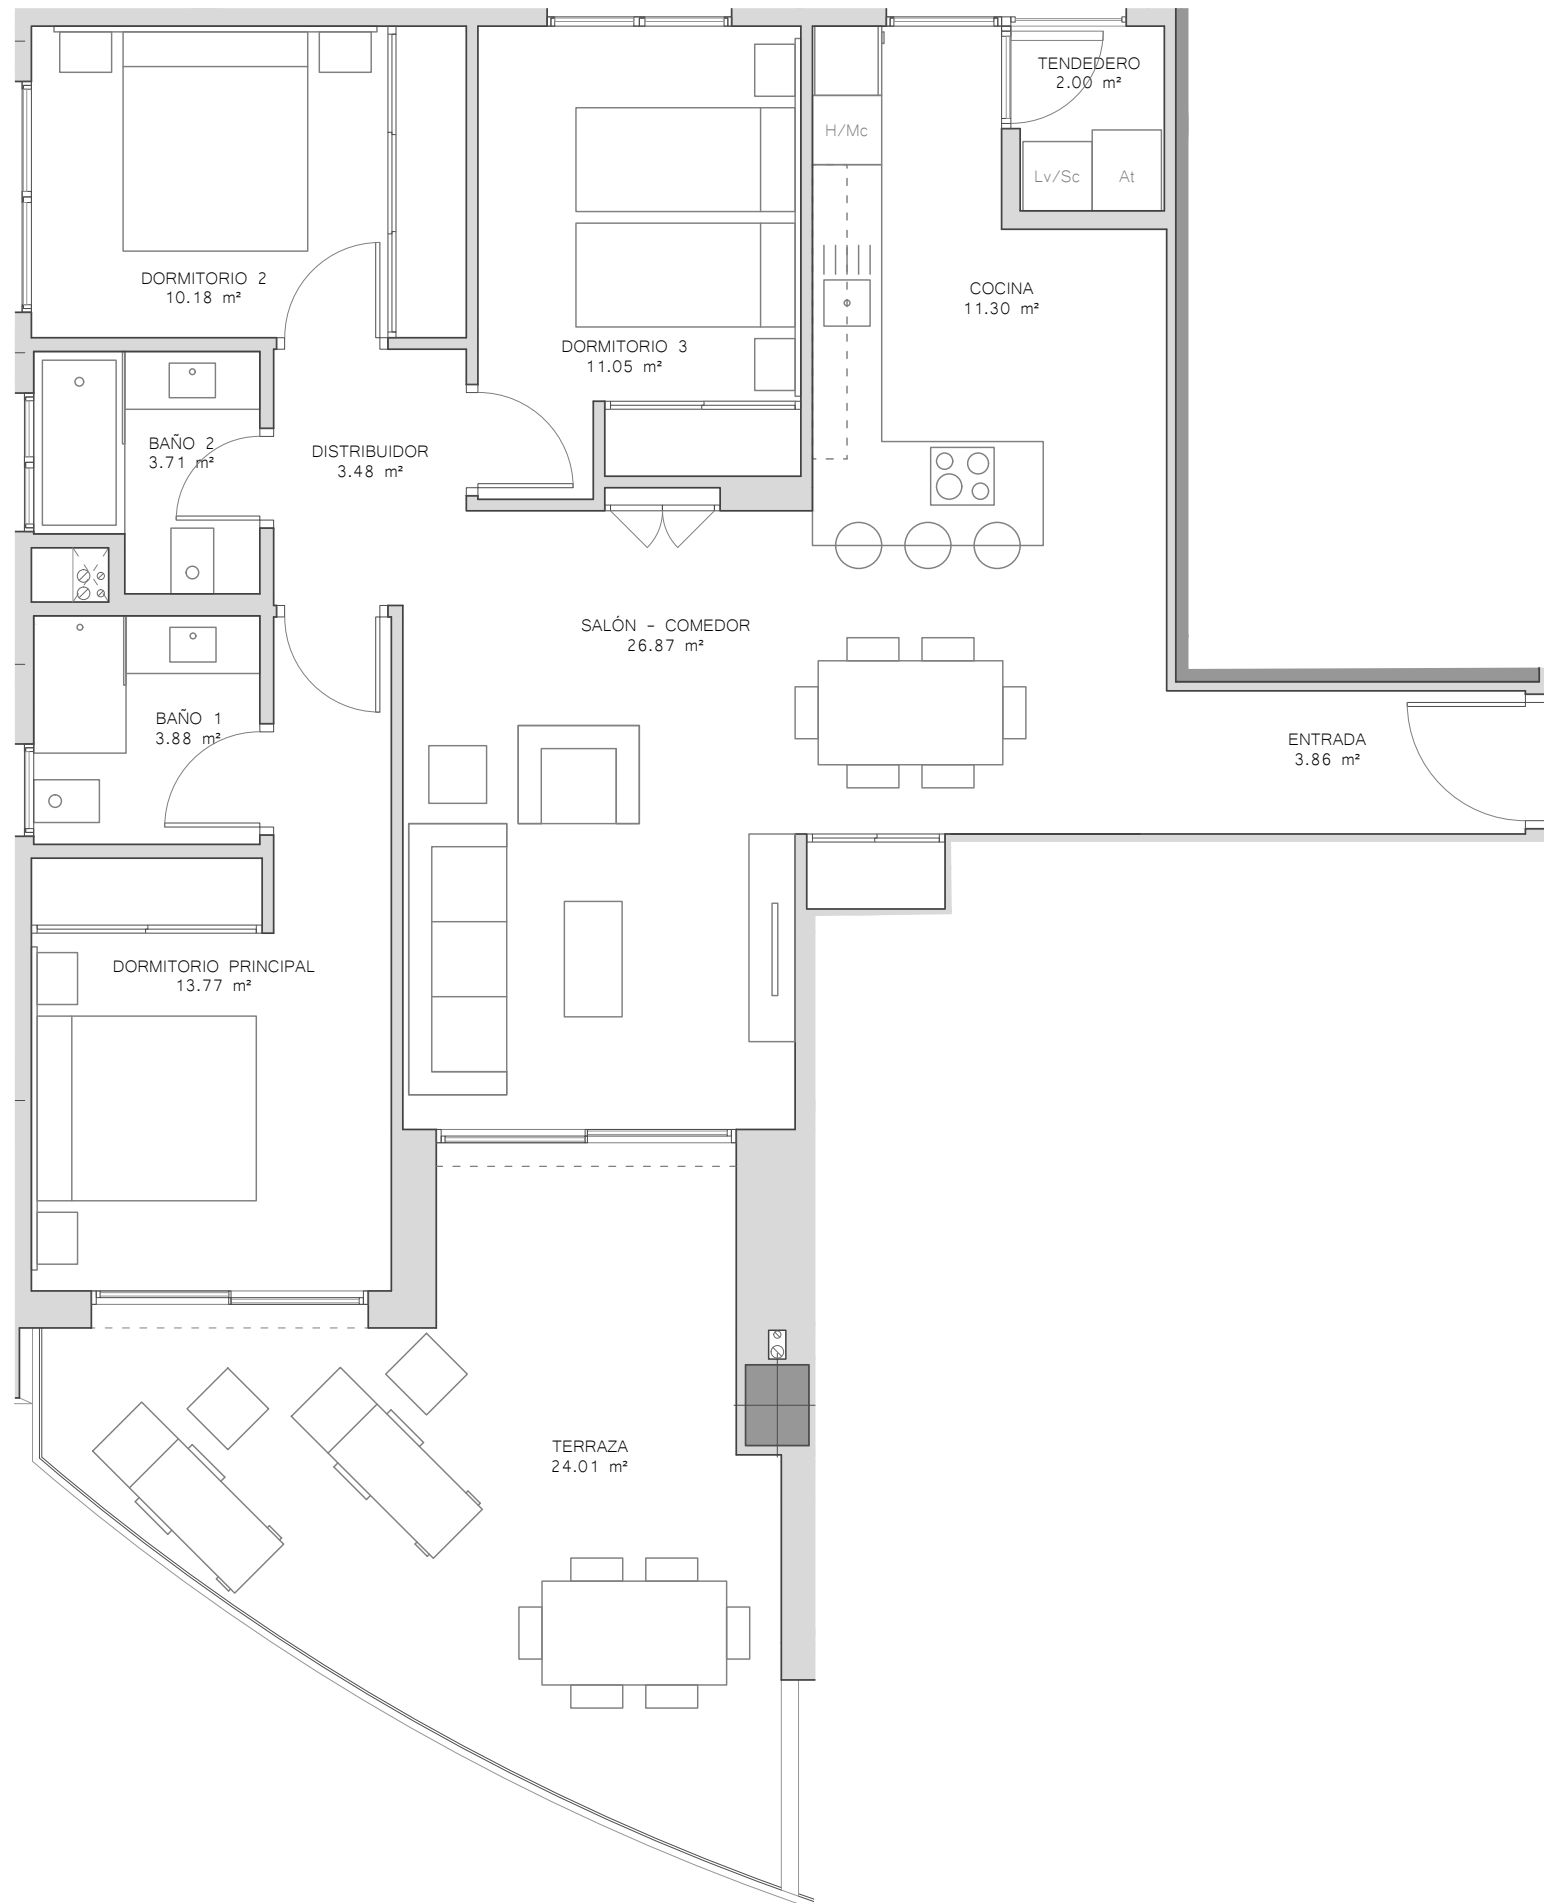 TENDEDERO
2.00 m²
H/Mc
Lv/Sc
At
DORMITORIO 2
10.18 m²
COCINA
11.30 m²
DORMITORIO 3
11.05 m²
BAÑO 2
3.71 m²
DISTRIBUIDOR
3.48 m²
SALÓN - COMEDOR
26.87 m²
BAÑO 1
3.88 m²
ENTRADA
3.86 m²
DORMITORIO PRINCIPAL
13.77 m²
TERRAZA
24.01 m²